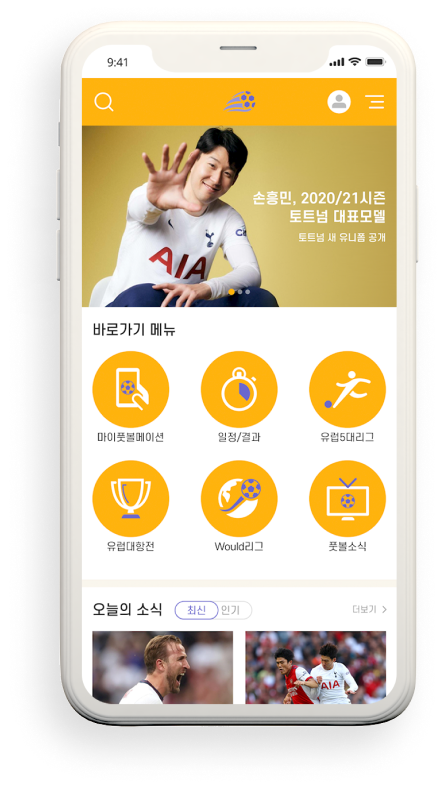 9:41
손흥민, 2020/21시즌
토트넘 대표모델
토트넘 새 유니폼 공개
AIA
바로가기 메뉴
마이풋볼메이션
일정/결과
유럽5대리그
유럽대항전
Would리그
풋볼소식
오늘의 소식
최신
인기
더보기
AIA